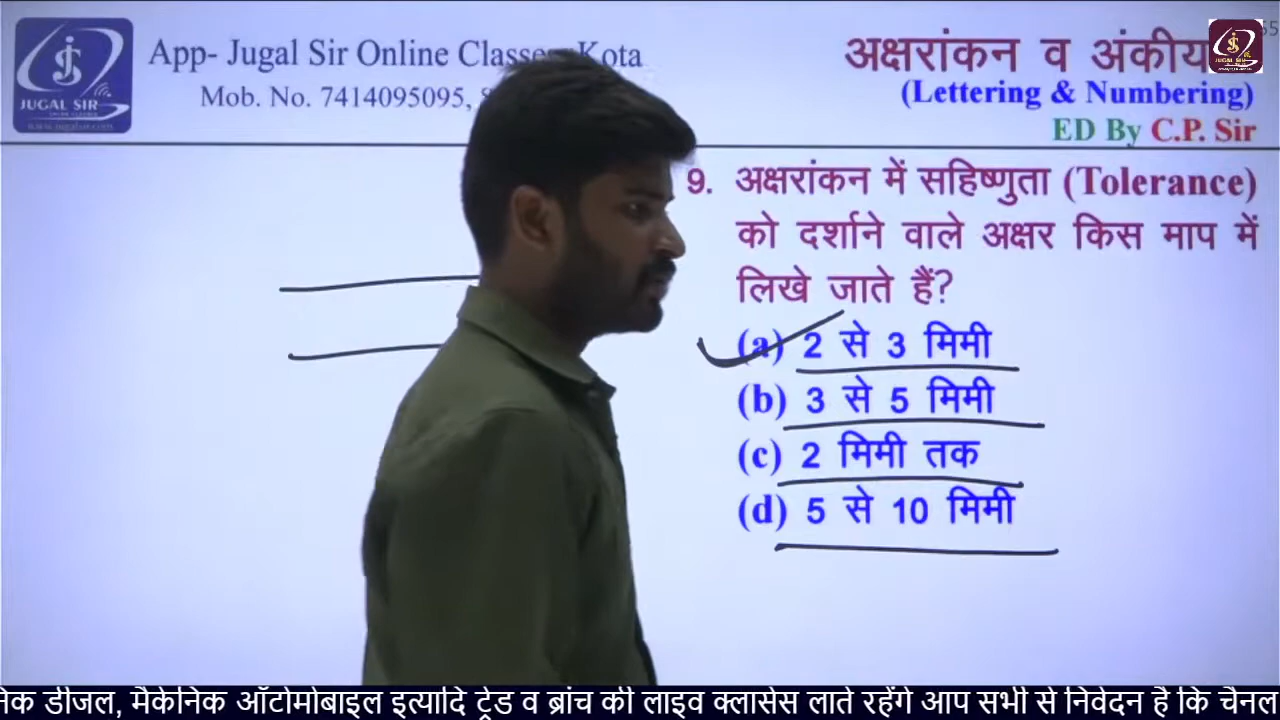 JUGAL SIR
App- Jugal Sir Online Classes Kota
Mob. No. 7414095095,
अक्षरांकन व अंकीय
(Lettering & Numbering)
ED By C.P. Sir
9. अक्षरांकन में सहिष्णुता (Tolerance)
को दर्शाने वाले अक्षर किस माप में
लिखे जाते हैं?
(a) 2 से 3 मिमी
(b) 3 से 5 मिमी
(c) 2 मिमी तक
(d) 5 से 10 मिमी
डीजल, मैकेनिक ऑटोमोबाइल इत्यादि ट्रेड व ब्रांच की लाइव क्लासेस लाते रहेंगे आप सभी से निवेदन है कि चैनल